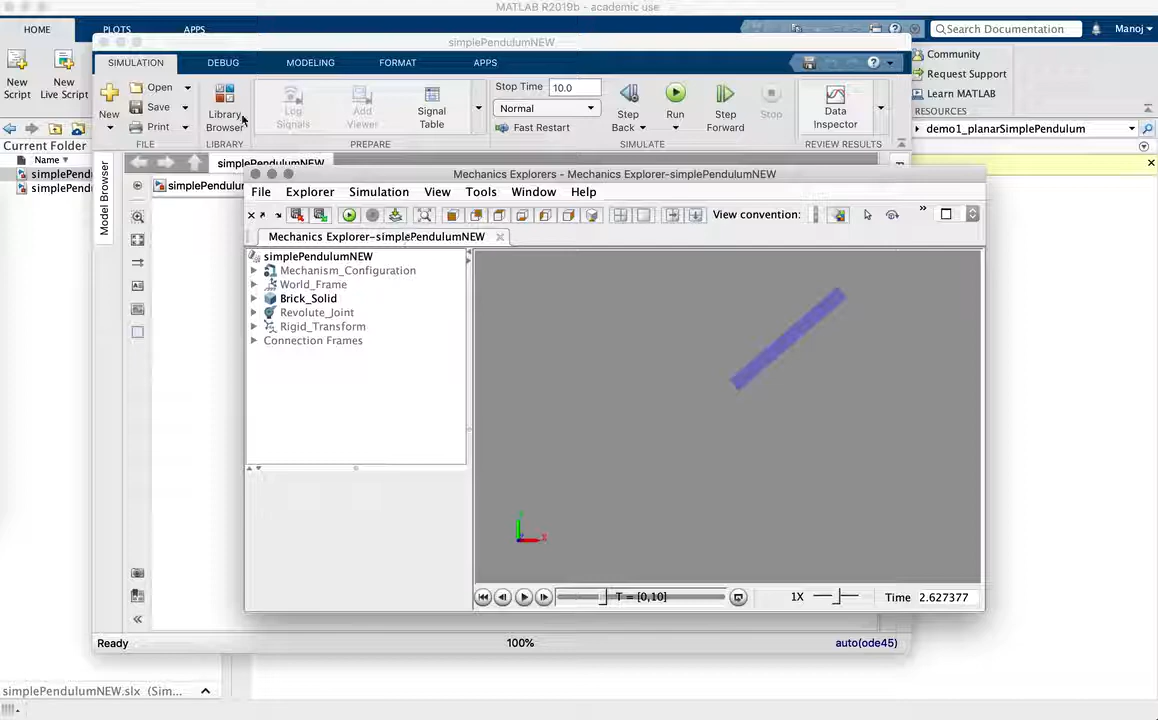 MATLAB R2019b - academic use
HOME
PLOTS
APPS
Search Documentation
Manoj
New
Script
New
Live Script
Community
Request Support
Learn MATLAB
RESOURCES
demo1_planarSimplePendulum
Current Folder
Name
simplePend
simplePend
simplePendulumNEW
SIMULATION
DEBUG
MODELING
FORMAT
APPS
New
Open
Save
Print
FILE
Library
Browser
LIBRARY
Log
Signals
Add
Viewer
Signal
Table
PREPARE
Stop Time
10.0
Normal
Fast Restart
Step
Back
Run
Step
Forward
Stop
SIMULATE
Data
Inspector
REVIEW RESULTS
Model Browser
simplePendulumNEW
simplePendulu
Mechanics Explorers - Mechanics Explorer-simplePendulumNEW
File
Explorer
Simulation
View
Tools
Window
Help
View convention:
Mechanics Explorer-simplePendulumNEW
simplePendulumNEW
Mechanism_Configuration
World_Frame
Brick_Solid
Revolute_Joint
Rigid_Transform
Connection Frames
T = [0,10]
1X
Time
2.627377
Ready
100%
auto(ode45)
simplePendulumNEW.slx (Sim...